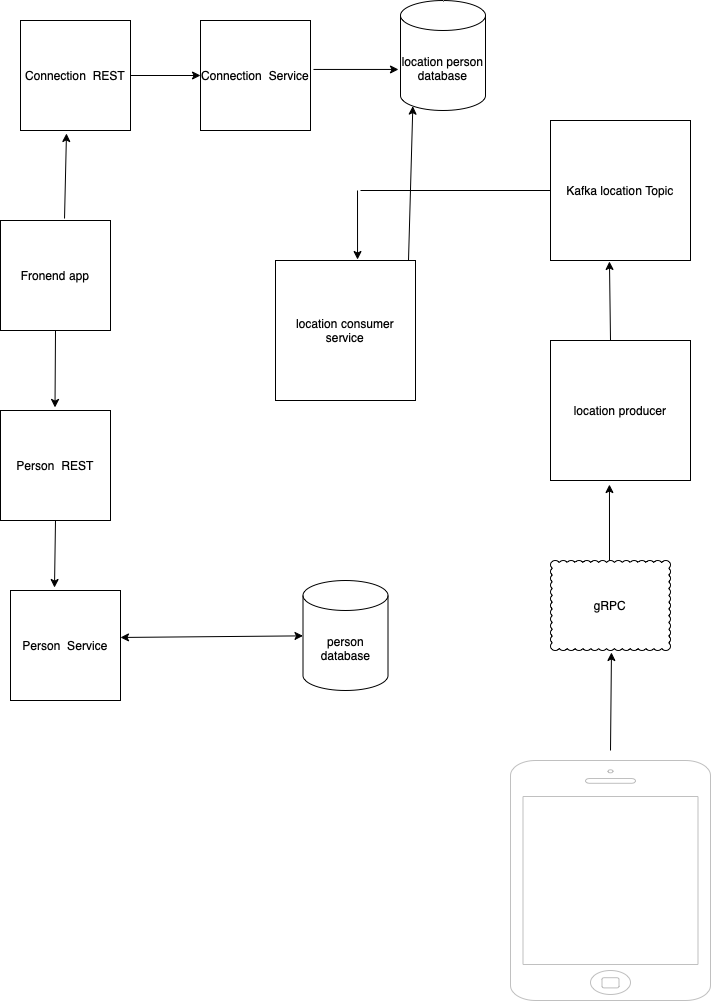 location person
database
Connection REST
Connection Service
Kafka location Topic
Fronend app
location consumer
service
location producer
Person REST
gRPC
Person Service
person
database